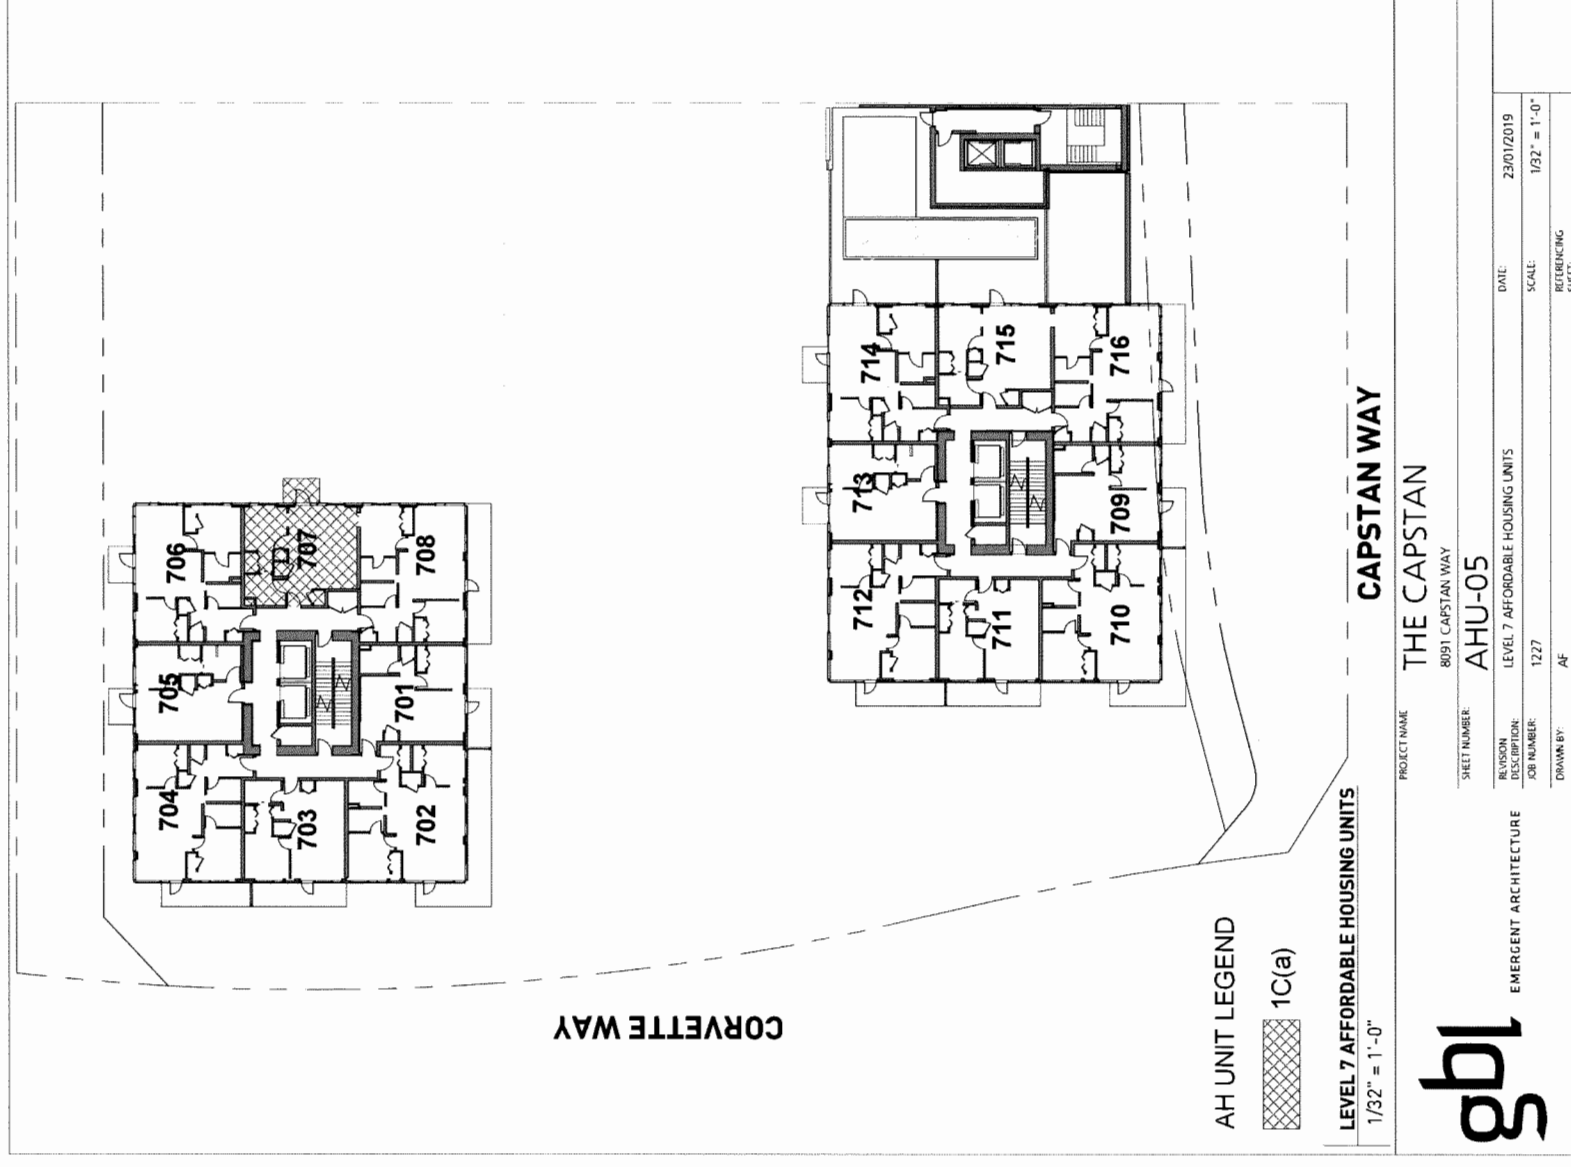 706
707
708
705
701
704
703
702
714
715
716
713
709
712
711
710
CORVETTE WAY
CAPSTAN WAY
AH UNIT LEGEND
1C(a)
LEVEL 7 AFFORDABLE HOUSING UNITS
1/32" = 1'-0"
gbl
EMERGENT ARCHITECTURE
PROJECT NAME
THE CAPSTAN
8091 CAPSTAN WAY
SHEET NUMBER:
AHU-05
REVISION DESCRIPTION:
LEVEL 7 AFFORDABLE HOUSING UNITS
DATE:
23/01/2019
JOB NUMBER:
1227
SCALE:
1/32" = 1'-0"
DRAWN BY:
AF
REFERENCING